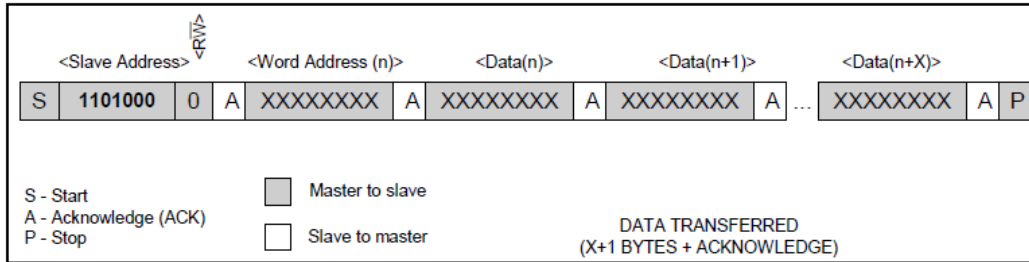 <RW>
<Slave Address> <Word Address (n)> <Data(n)> <Data(n+1)> <Data(n+X)>
S 1101000 0 A XXXXXXXX A XXXXXXXX A XXXXXXXX A ... XXXXXXXX A P
S - Start
A - Acknowledge (ACK)
P - Stop
Master to slave
Slave to master
DATA TRANSFERRED
(X+1 BYTES + ACKNOWLEDGE)